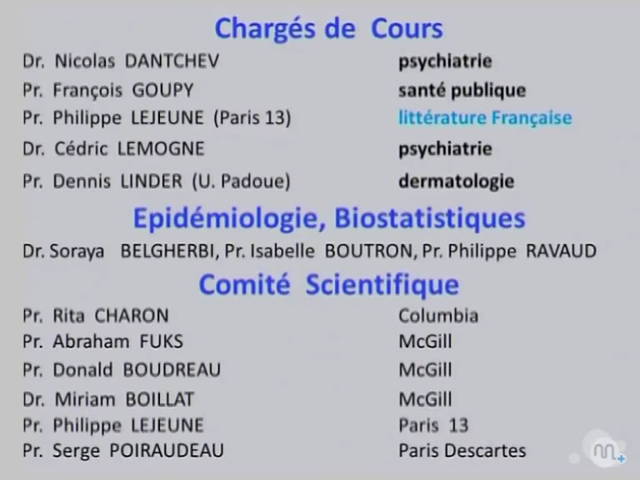 Chargés de Cours
Dr. Nicolas DANTCHEV psychiatrie
Pr. François GOUPY santé publique
Pr. Philippe LEJEUNE (Paris 13) littérature Française
Dr. Cédric LEMOGNE psychiatrie
Pr. Dennis LINDER (U. Padoue) dermatologie
Epidémiologie, Biostatistiques
Dr. Soraya BELGHERBI, Pr. Isabelle BOUTRON, Pr. Philippe RAVAUD
Comité Scientifique
Pr. Rita CHARON Columbia
Pr. Abraham FUKS McGill
Pr. Donald BOUDREAU McGill
Dr. Miriam BOILLAT McGill
Pr. Philippe LEJEUNE Paris 13
Pr. Serge POIRAUDEAU Paris Descartes
m+